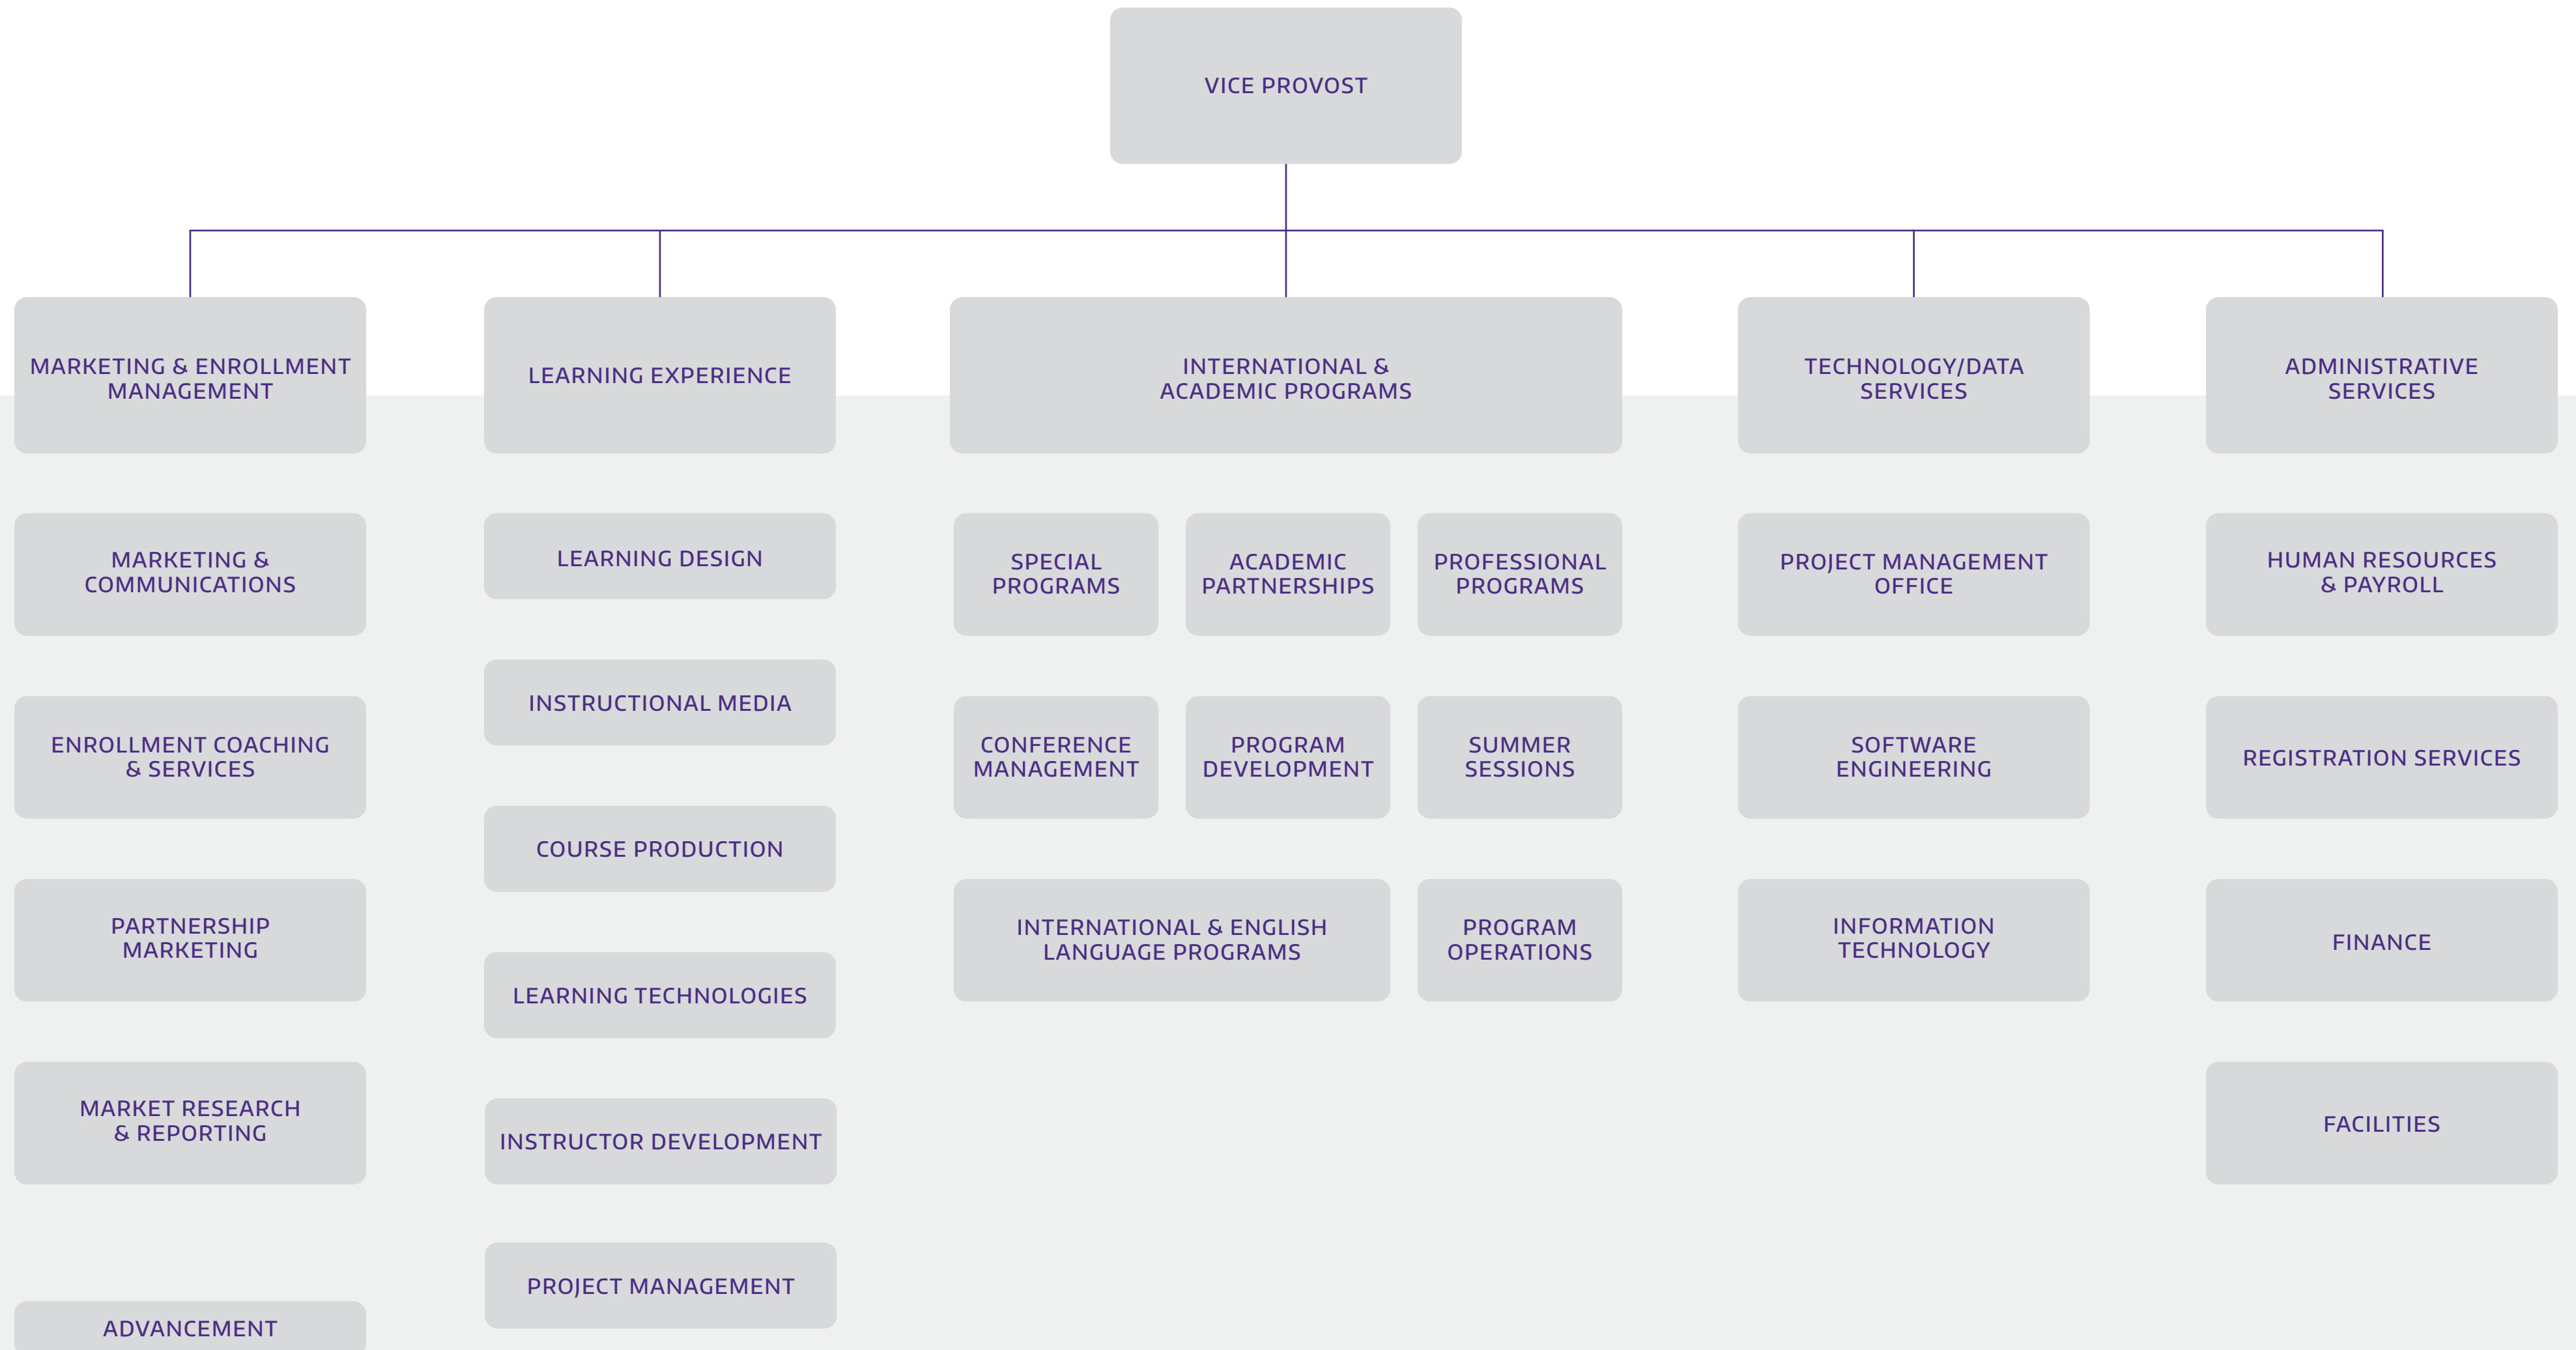 VICE PROVOST
MARKETING & ENROLLMENT
MANAGEMENT
LEARNING EXPERIENCE
INTERNATIONAL &
ACADEMIC PROGRAMS
TECHNOLOGY/DATA
SERVICES
ADMINISTRATIVE
SERVICES
MARKETING &
COMMUNICATIONS
ENROLLMENT COACHING
& SERVICES
PARTNERSHIP
MARKETING
MARKET RESEARCH
& REPORTING
ADVANCEMENT
LEARNING DESIGN
INSTRUCTIONAL MEDIA
COURSE PRODUCTION
LEARNING TECHNOLOGIES
INSTRUCTOR DEVELOPMENT
PROJECT MANAGEMENT
SPECIAL
PROGRAMS
ACADEMIC
PARTNERSHIPS
PROFESSIONAL
PROGRAMS
CONFERENCE
MANAGEMENT
PROGRAM
DEVELOPMENT
SUMMER
SESSIONS
INTERNATIONAL & ENGLISH
LANGUAGE PROGRAMS
PROGRAM
OPERATIONS
PROJECT MANAGEMENT
OFFICE
SOFTWARE
ENGINEERING
INFORMATION
TECHNOLOGY
HUMAN RESOURCES
& PAYROLL
REGISTRATION SERVICES
FINANCE
FACILITIES